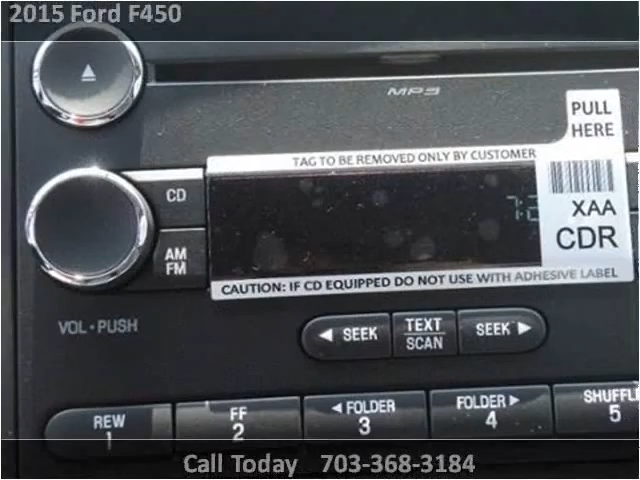 2015 Ford F450
MP3
PULL
HERE
TAG TO BE REMOVED ONLY BY CUSTOMER
CD
XAA
CDR
AM
FM
CAUTION: IF CD EQUIPPED DO NOT USE WITH ADHESIVE LABEL
VOL • PUSH
SEEK
TEXT
SCAN
SEEK
REW
1
FF
2
FOLDER
3
FOLDER
4
5
Call Today 703-368-3184